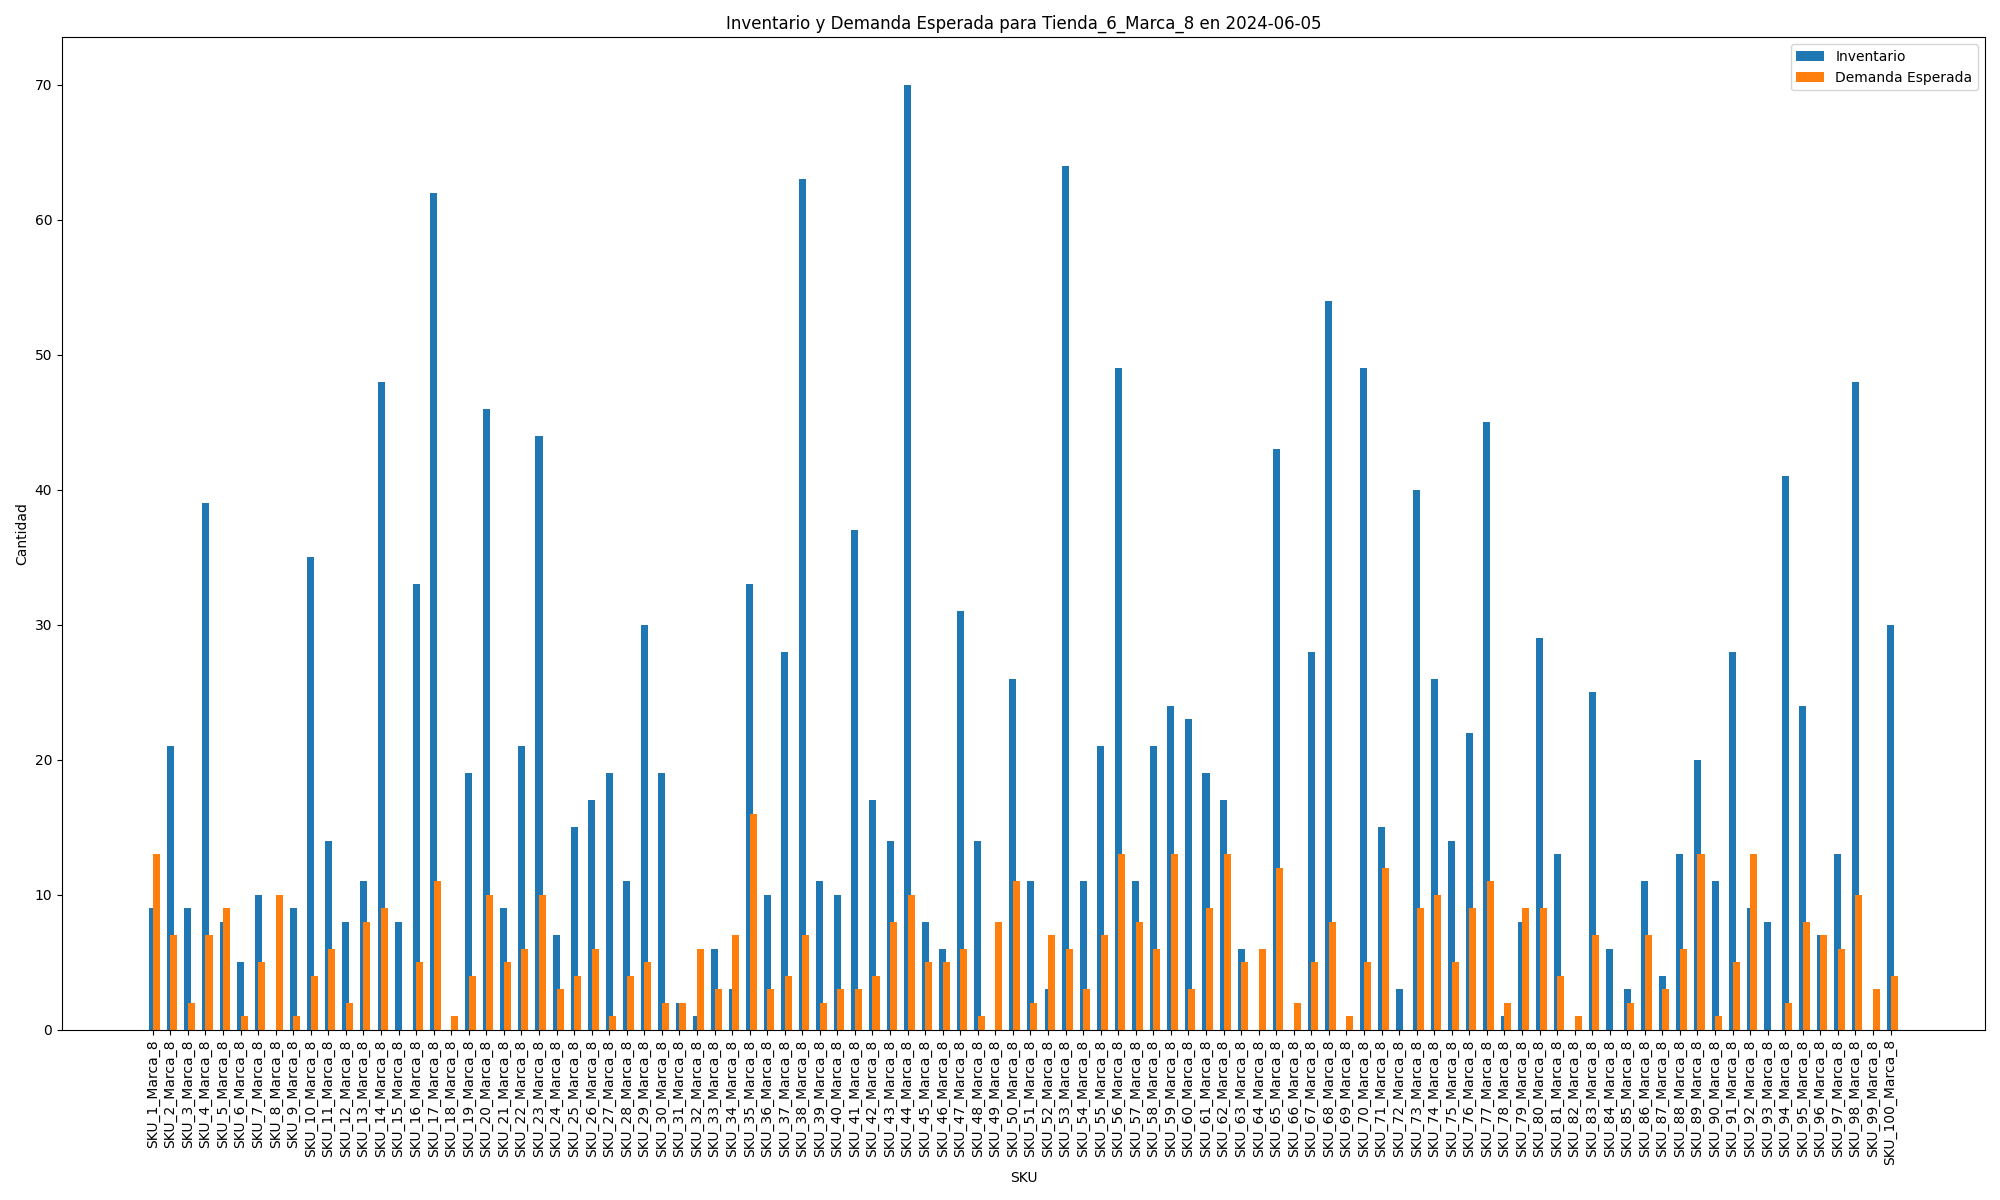 Inventario y Demanda Esperada para Tienda_6_Marca_8 en 2024-06-05
Inventario
Demanda Esperada
Cantidad
70
60
50
40
30
20
10
0
SKU_1_Marca_8
SKU_2_Marca_8
SKU_3_Marca_8
SKU_4_Marca_8
SKU_5_Marca_8
SKU_6_Marca_8
SKU_7_Marca_8
SKU_8_Marca_8
SKU_9_Marca_8
SKU_10_Marca_8
SKU_11_Marca_8
SKU_12_Marca_8
SKU_13_Marca_8
SKU_14_Marca_8
SKU_15_Marca_8
SKU_16_Marca_8
SKU_17_Marca_8
SKU_18_Marca_8
SKU_19_Marca_8
SKU_20_Marca_8
SKU_21_Marca_8
SKU_22_Marca_8
SKU_23_Marca_8
SKU_24_Marca_8
SKU_25_Marca_8
SKU_26_Marca_8
SKU_27_Marca_8
SKU_28_Marca_8
SKU_29_Marca_8
SKU_30_Marca_8
SKU_31_Marca_8
SKU_32_Marca_8
SKU_33_Marca_8
SKU_34_Marca_8
SKU_35_Marca_8
SKU_36_Marca_8
SKU_37_Marca_8
SKU_38_Marca_8
SKU_39_Marca_8
SKU_40_Marca_8
SKU_41_Marca_8
SKU_42_Marca_8
SKU_43_Marca_8
SKU_44_Marca_8
SKU_45_Marca_8
SKU_46_Marca_8
SKU_47_Marca_8
SKU_48_Marca_8
SKU_49_Marca_8
SKU_50_Marca_8
SKU_51_Marca_8
SKU_52_Marca_8
SKU_53_Marca_8
SKU_54_Marca_8
SKU_55_Marca_8
SKU_56_Marca_8
SKU_57_Marca_8
SKU_58_Marca_8
SKU_59_Marca_8
SKU_60_Marca_8
SKU_61_Marca_8
SKU_62_Marca_8
SKU_63_Marca_8
SKU_64_Marca_8
SKU_65_Marca_8
SKU_66_Marca_8
SKU_67_Marca_8
SKU_68_Marca_8
SKU_69_Marca_8
SKU_70_Marca_8
SKU_71_Marca_8
SKU_72_Marca_8
SKU_73_Marca_8
SKU_74_Marca_8
SKU_75_Marca_8
SKU_76_Marca_8
SKU_77_Marca_8
SKU_78_Marca_8
SKU_79_Marca_8
SKU_80_Marca_8
SKU_81_Marca_8
SKU_82_Marca_8
SKU_83_Marca_8
SKU_84_Marca_8
SKU_85_Marca_8
SKU_86_Marca_8
SKU_87_Marca_8
SKU_88_Marca_8
SKU_89_Marca_8
SKU_90_Marca_8
SKU_91_Marca_8
SKU_92_Marca_8
SKU_93_Marca_8
SKU_94_Marca_8
SKU_95_Marca_8
SKU_96_Marca_8
SKU_97_Marca_8
SKU_98_Marca_8
SKU_99_Marca_8
SKU_100_Marca_8
SKU